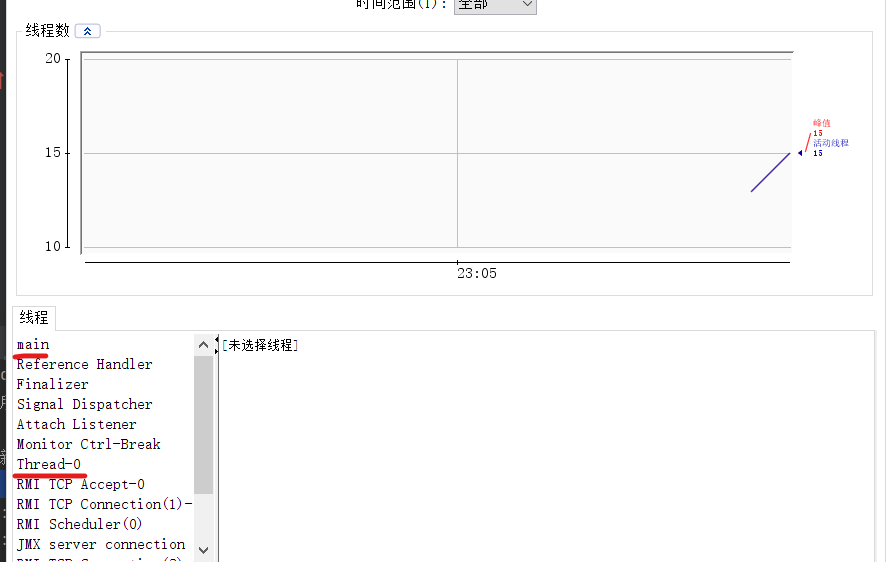 时间范围(I): 全部
线程数
20
15
10
峰值
15
活动线程
15
23:05
线程
main
[未选择线程]
Reference Handler
Finalizer
Signal Dispatcher
Attach Listener
Monitor Ctrl-Break
Thread-0
RMI TCP Accept-0
RMI TCP Connection(1)-
RMI Scheduler(0)
JMX server connection